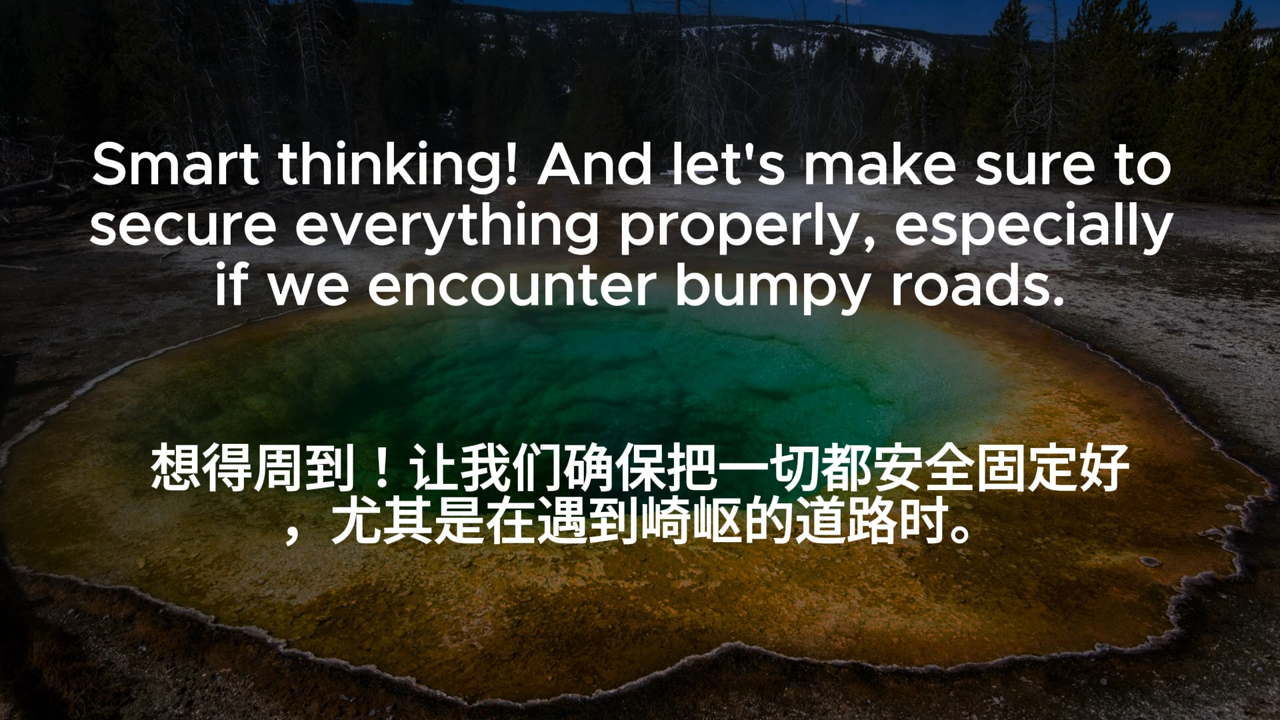 Smart thinking! And let's make sure to
secure everything properly, especially
if we encounter bumpy roads.
想得周到！让我们确保把一切都安全固定好
，尤其是在遇到崎岖的道路时。